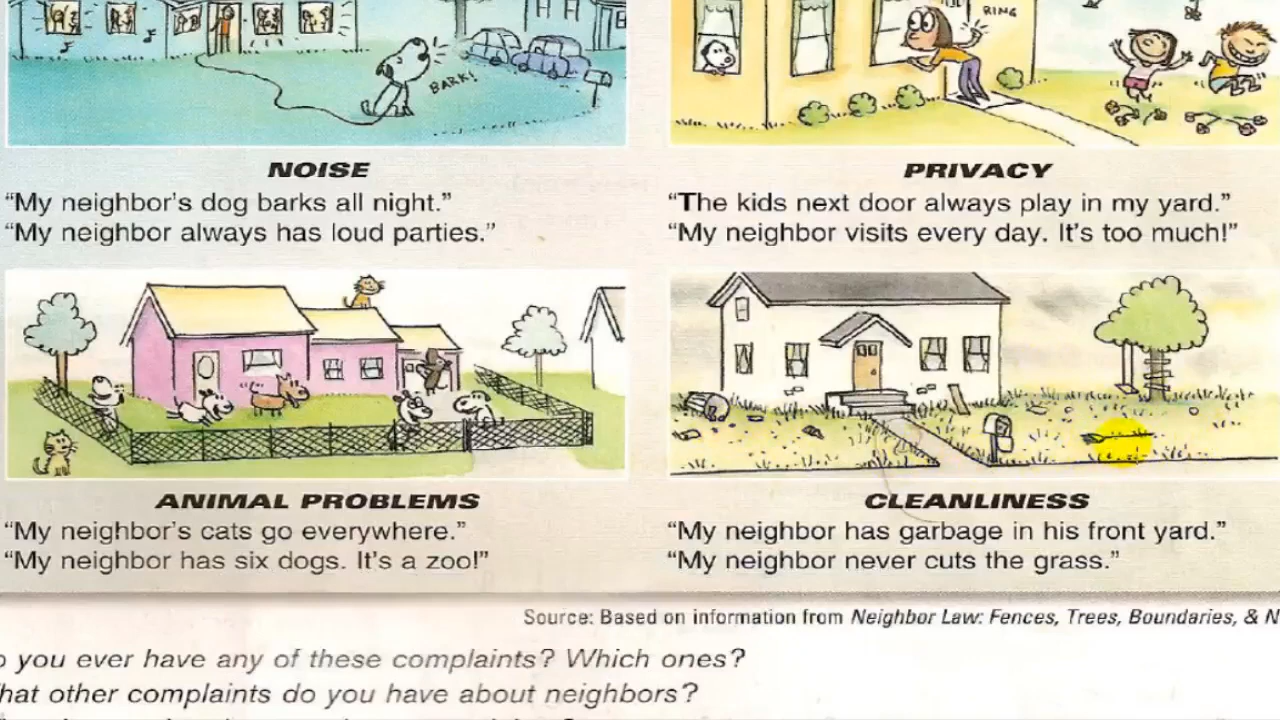 RING
BARK!
NOISE
"My neighbor's dog barks all night."
"My neighbor always has loud parties."
PRIVACY
"The kids next door always play in my yard."
"My neighbor visits every day. It's too much!"
ANIMAL PROBLEMS
"My neighbor's cats go everywhere."
"My neighbor has six dogs. It's a zoo!"
CLEANLINESS
"My neighbor has garbage in his front yard."
"My neighbor never cuts the grass."
Source: Based on information from Neighbor Law: Fences, Trees, Boundaries, & N
o you ever have any of these complaints? Which ones?
hat other complaints do you have about neighbors?